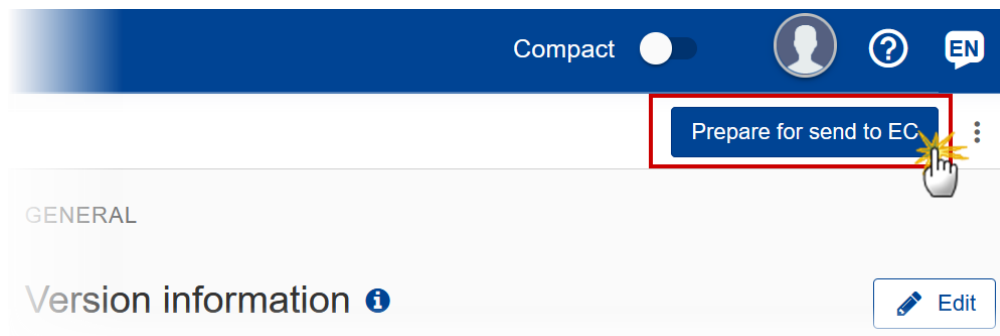 Compact
EN
Prepare for send to EC
GENERAL
Version information
Edit